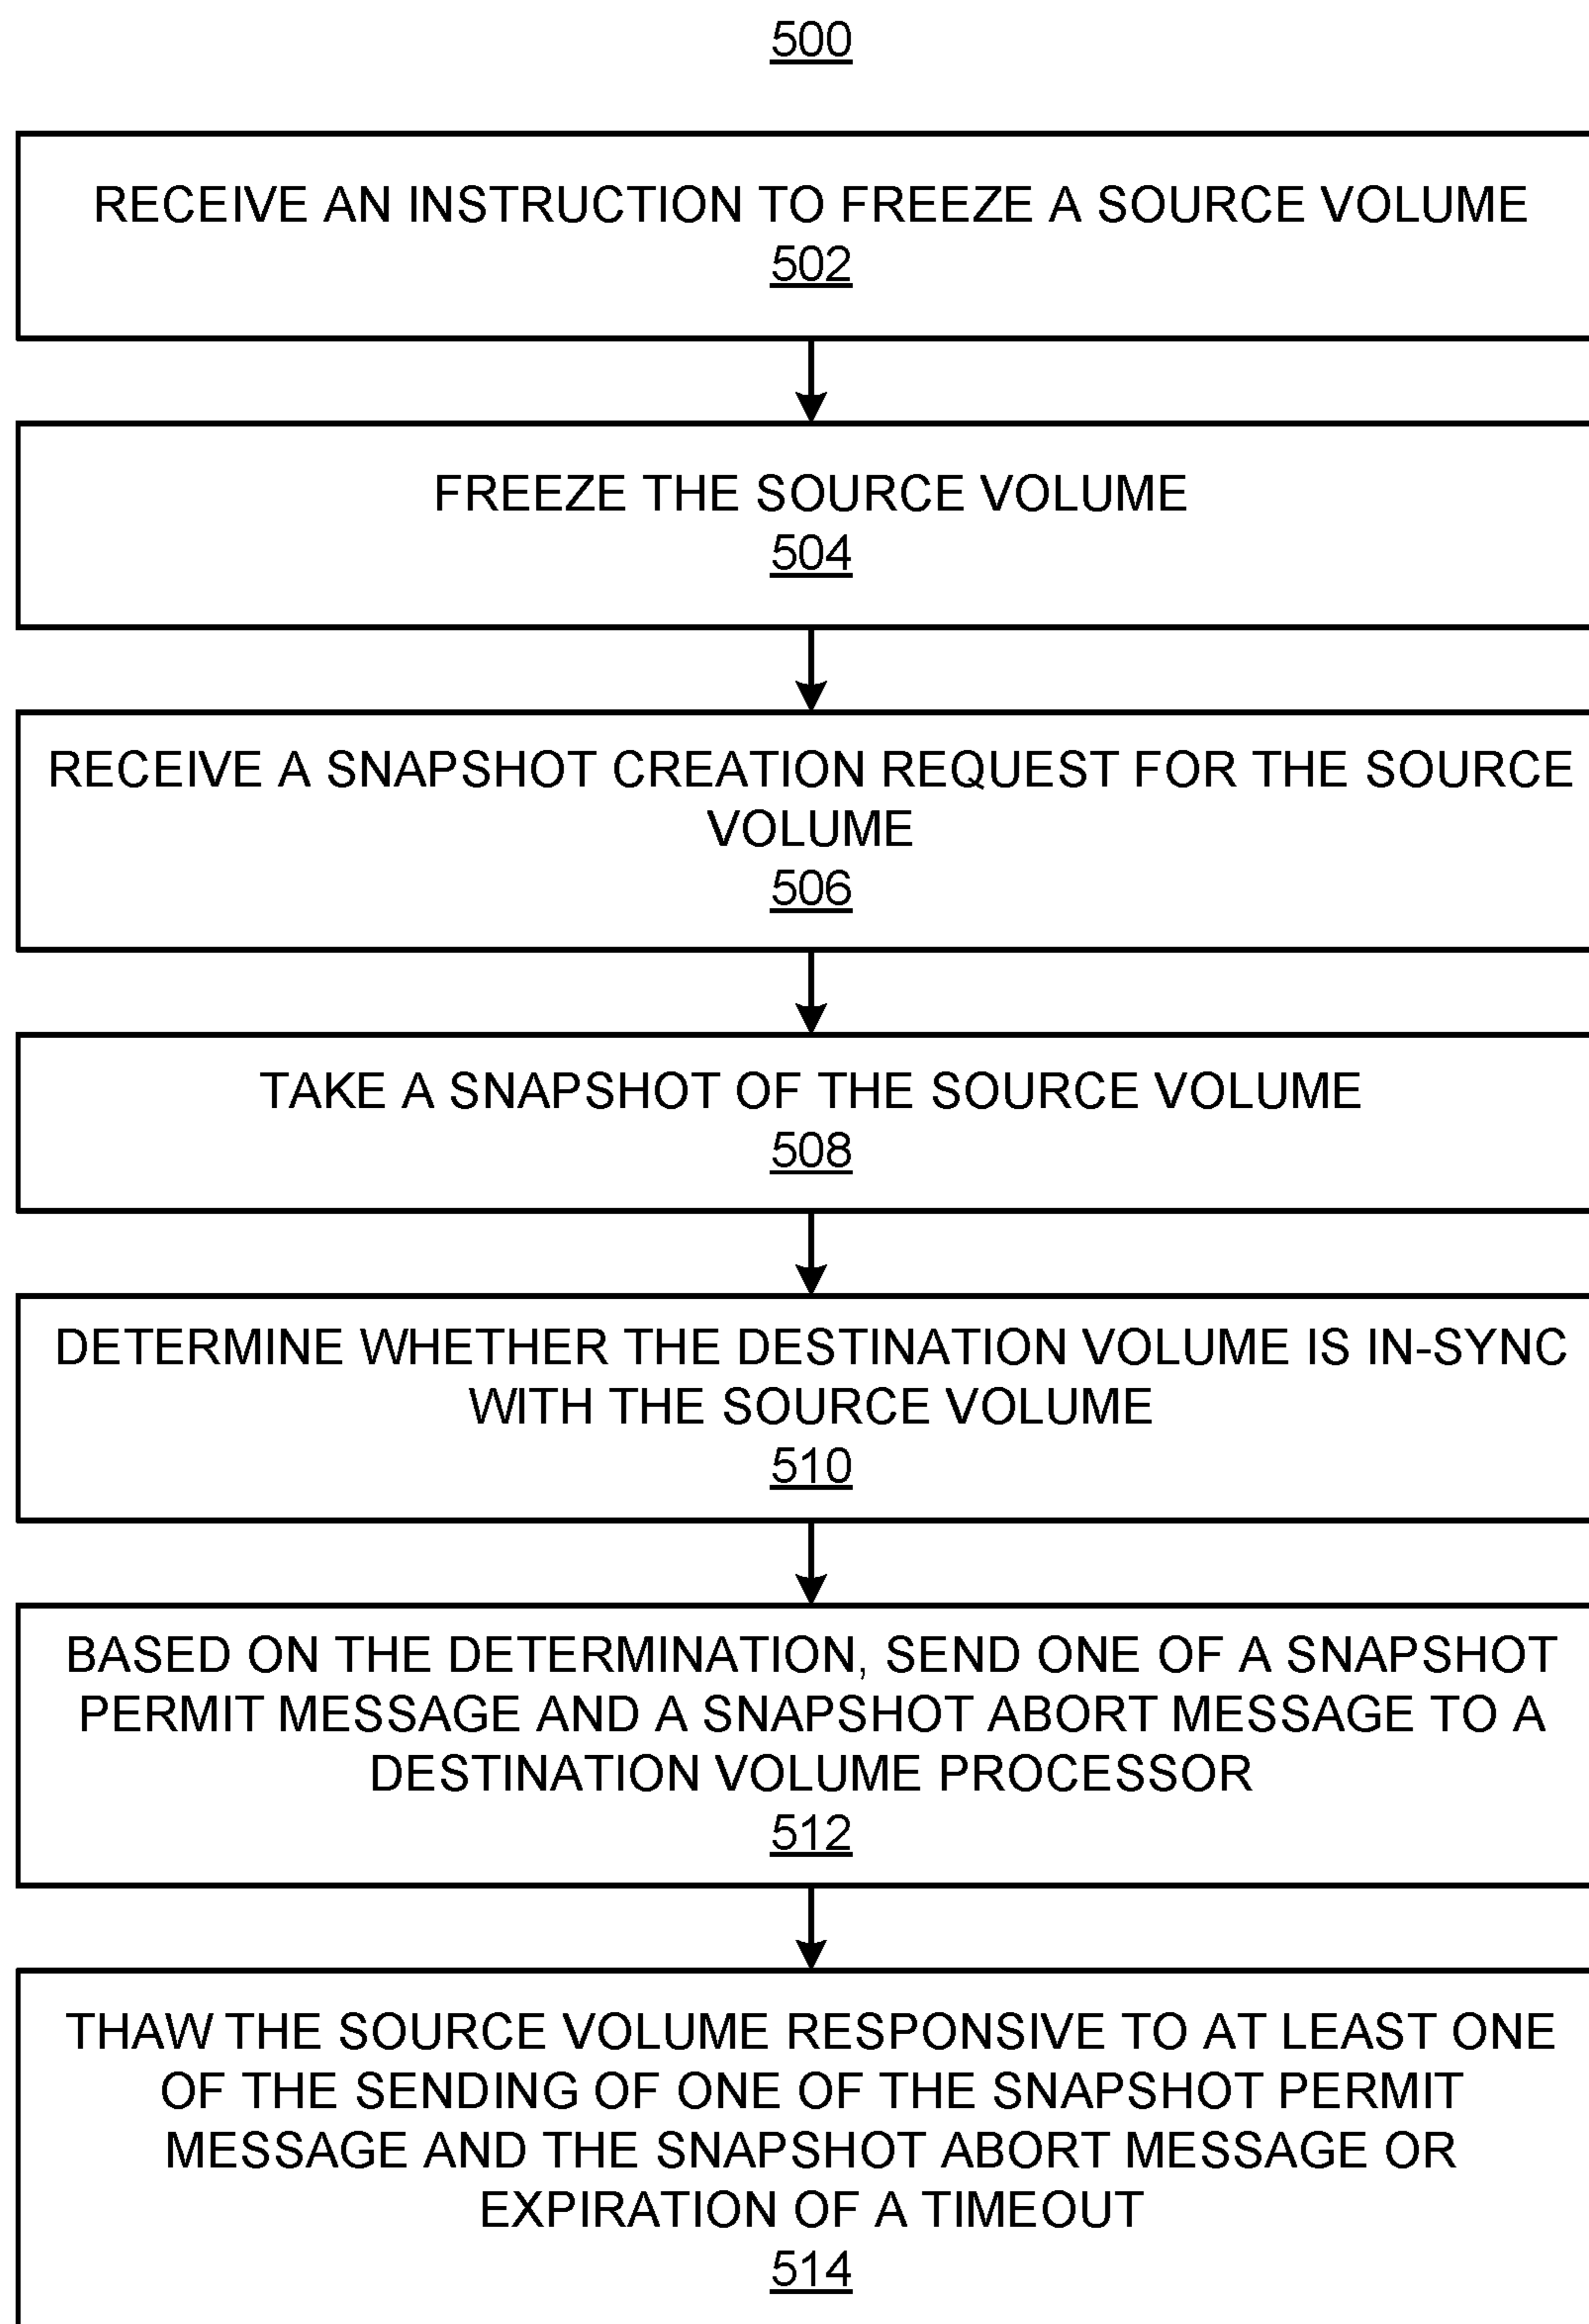 500
RECEIVE AN INSTRUCTION TO FREEZE A SOURCE VOLUME
502
FREEZE THE SOURCE VOLUME
504
RECEIVE A SNAPSHOT CREATION REQUEST FOR THE SOURCE
VOLUME
506
TAKE A SNAPSHOT OF THE SOURCE VOLUME
508
DETERMINE WHETHER THE DESTINATION VOLUME IS IN-SYNC
WITH THE SOURCE VOLUME
510
BASED ON THE DETERMINATION, SEND ONE OF A SNAPSHOT
PERMIT MESSAGE AND A SNAPSHOT ABORT MESSAGE TO A
DESTINATION VOLUME PROCESSOR
512
THAW THE SOURCE VOLUME RESPONSIVE TO AT LEAST ONE
OF THE SENDING OF ONE OF THE SNAPSHOT PERMIT
MESSAGE AND THE SNAPSHOT ABORT MESSAGE OR
EXPIRATION OF A TIMEOUT
514